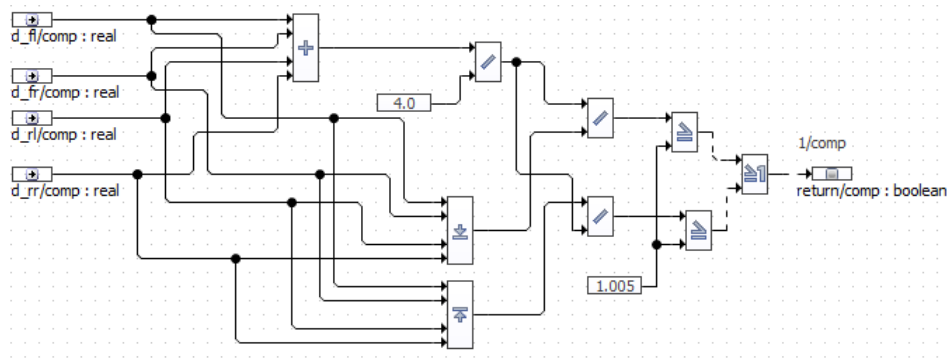 d_fl/comp : real
d_fr/comp : real
4.0
d_rl/comp : real
1/comp
d_rr/comp : real
return/comp : boolean
≥
≥1
≥
1.005